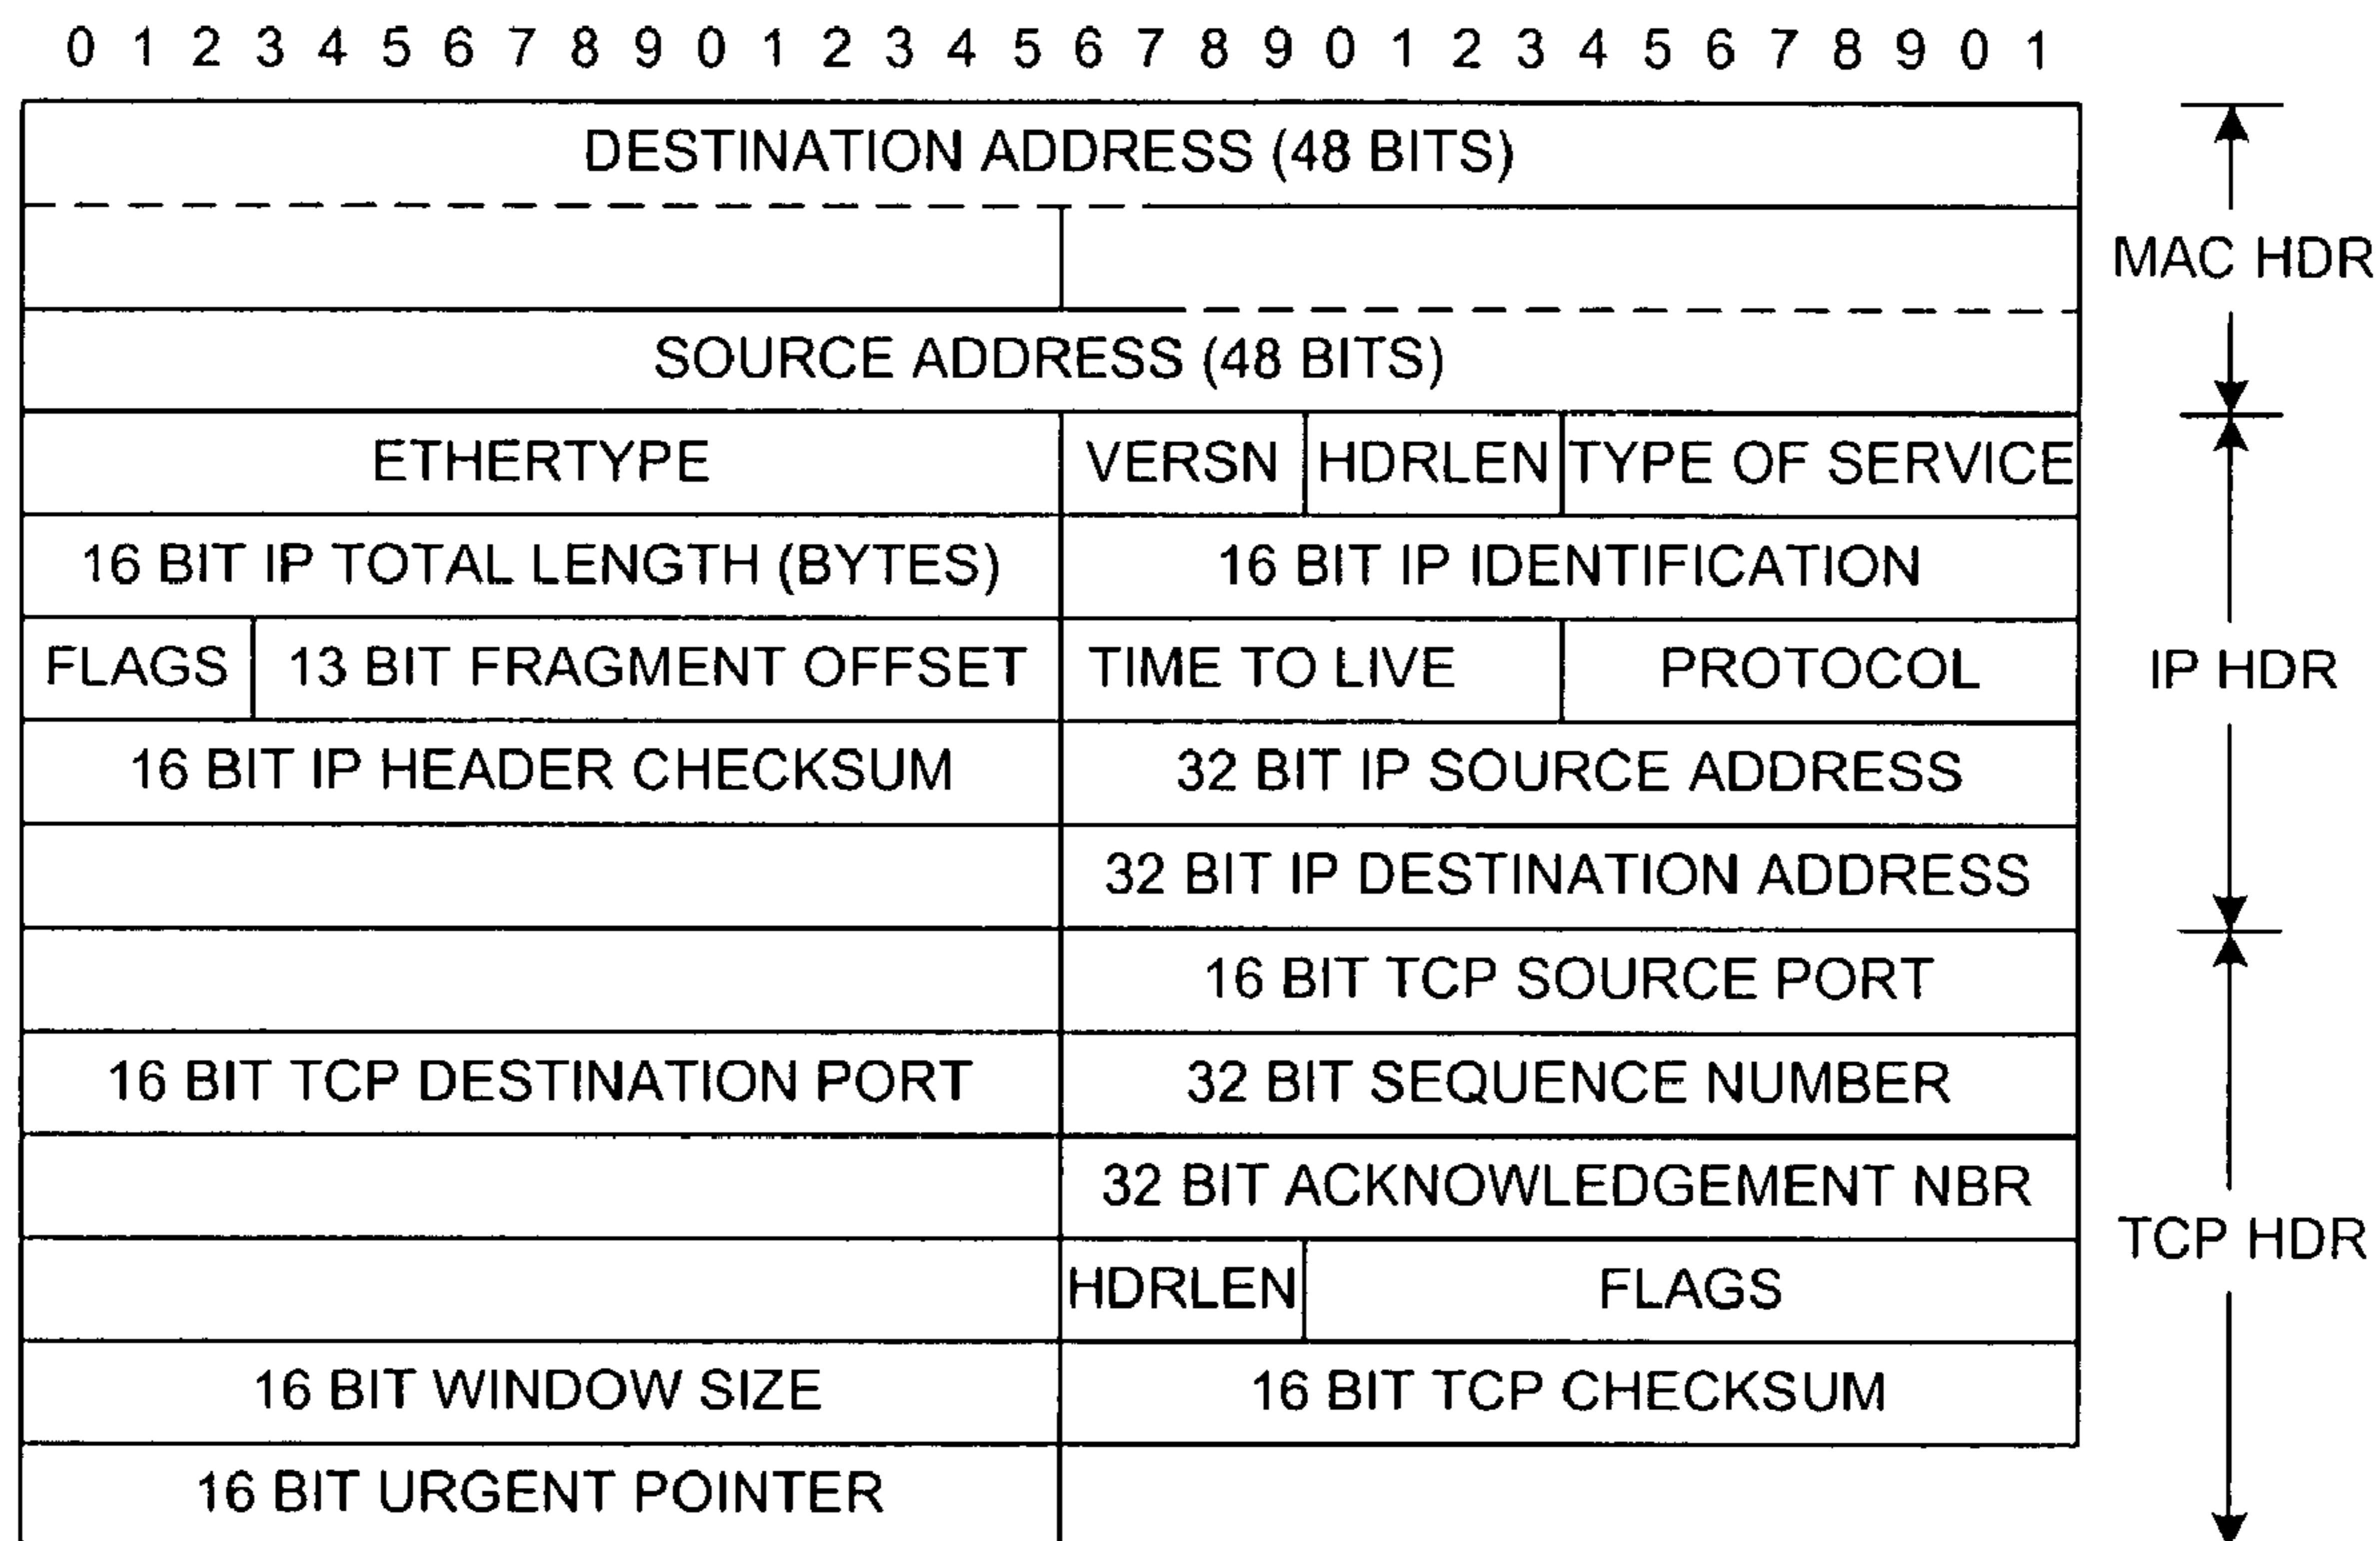 0 1 2 3 4 5 6 7 8 9 0 1 2 3 4 5 6 7 8 9 0 1 2 3 4 5 6 7 8 9 0 1
DESTINATION ADDRESS (48 BITS)
MAC HDR
SOURCE ADDRESS (48 BITS)
ETHERTYPE VERSN HDRLEN TYPE OF SERVICE
16 BIT IP TOTAL LENGTH (BYTES) 16 BIT IP IDENTIFICATION
FLAGS 13 BIT FRAGMENT OFFSET TIME TO LIVE PROTOCOL IP HDR
16 BIT IP HEADER CHECKSUM 32 BIT IP SOURCE ADDRESS
32 BIT IP DESTINATION ADDRESS
16 BIT TCP SOURCE PORT
16 BIT TCP DESTINATION PORT 32 BIT SEQUENCE NUMBER
32 BIT ACKNOWLEDGEMENT NBR
TCP HDR
HDRLEN FLAGS
16 BIT WINDOW SIZE 16 BIT TCP CHECKSUM
16 BIT URGENT POINTER